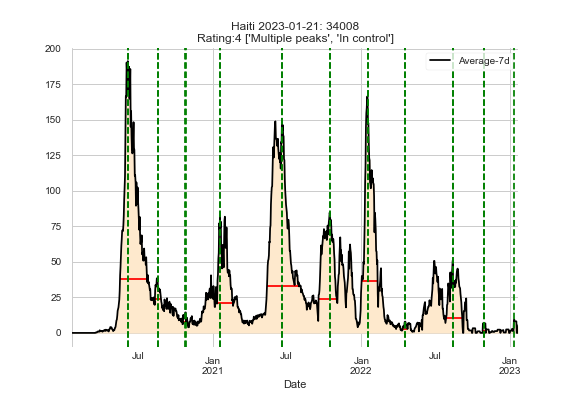 Haiti 2023-01-21: 34008
Rating:4 ['Multiple peaks', 'In control']
Average-7d
200
175
150
125
100
75
50
25
0
Jul
Jan
2021
Jul
Jan
2022
Jul
Jan
2023
Date